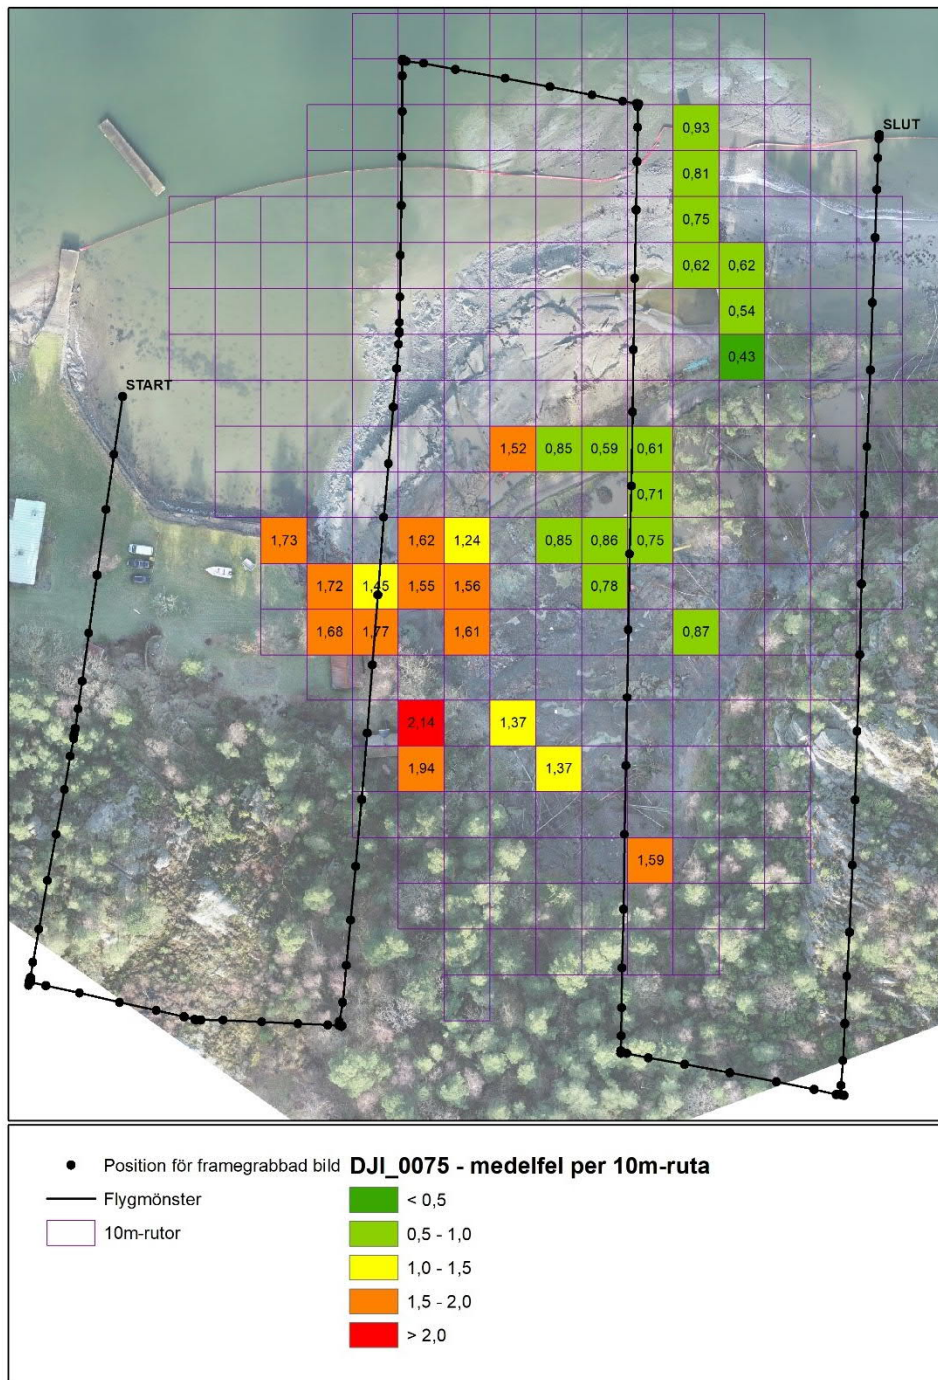 0,93
SLUT
0,81
0,75
0,62 0,62
0,54
0,43
START
1,52 0,85 0,59 0,61
0,71
1,73 1,62 1,24 0,85 0,86 0,75
1,72 1,45 1,55 1,56 0,78
1,68 1,77 1,61 0,87
2,14 1,37
1,94 1,37
1,59
Position för framegrabbad bild
Flygmönster
10m-rutor
DJI_0075 - medelfel per 10m-ruta
< 0,5
0,5 - 1,0
1,0 - 1,5
1,5 - 2,0
> 2,0